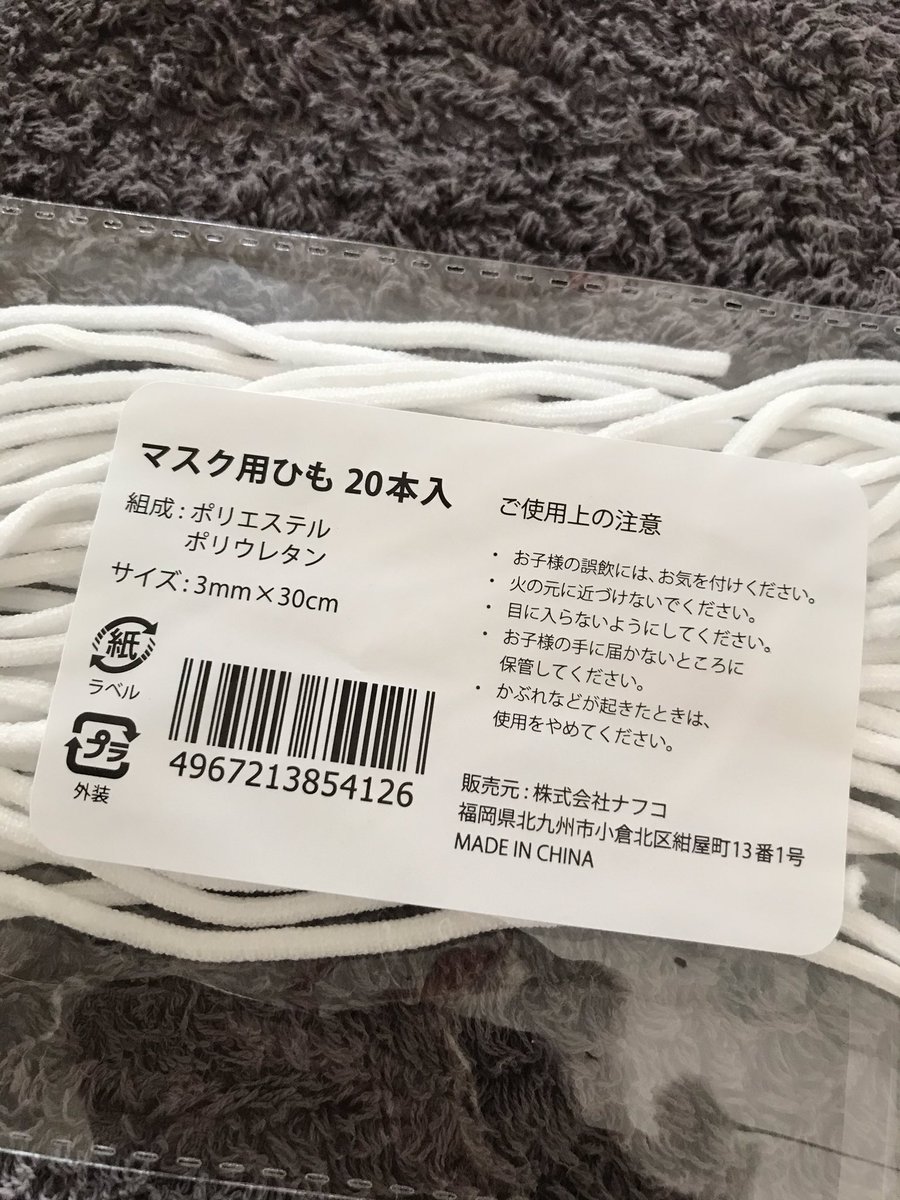 マスク用ひも 20本入
組成：ポリエステル
ポリウレタン
サイズ：3mm×30cm
紙
ラベル
プラ
外装
4967213854126
ご使用上の注意
・ お子様の誤飲には、お気を付けください。
・ 火の元に近づけないでください。
・ 目に入らないようにしてください。
・ お子様の手に届かないところに
保管してください。
・ かぶれなどが起きたときは、
使用をやめてください。
販売元：株式会社ナフコ
福岡県北九州市小倉北区紺屋町13番1号
MADE IN CHINA